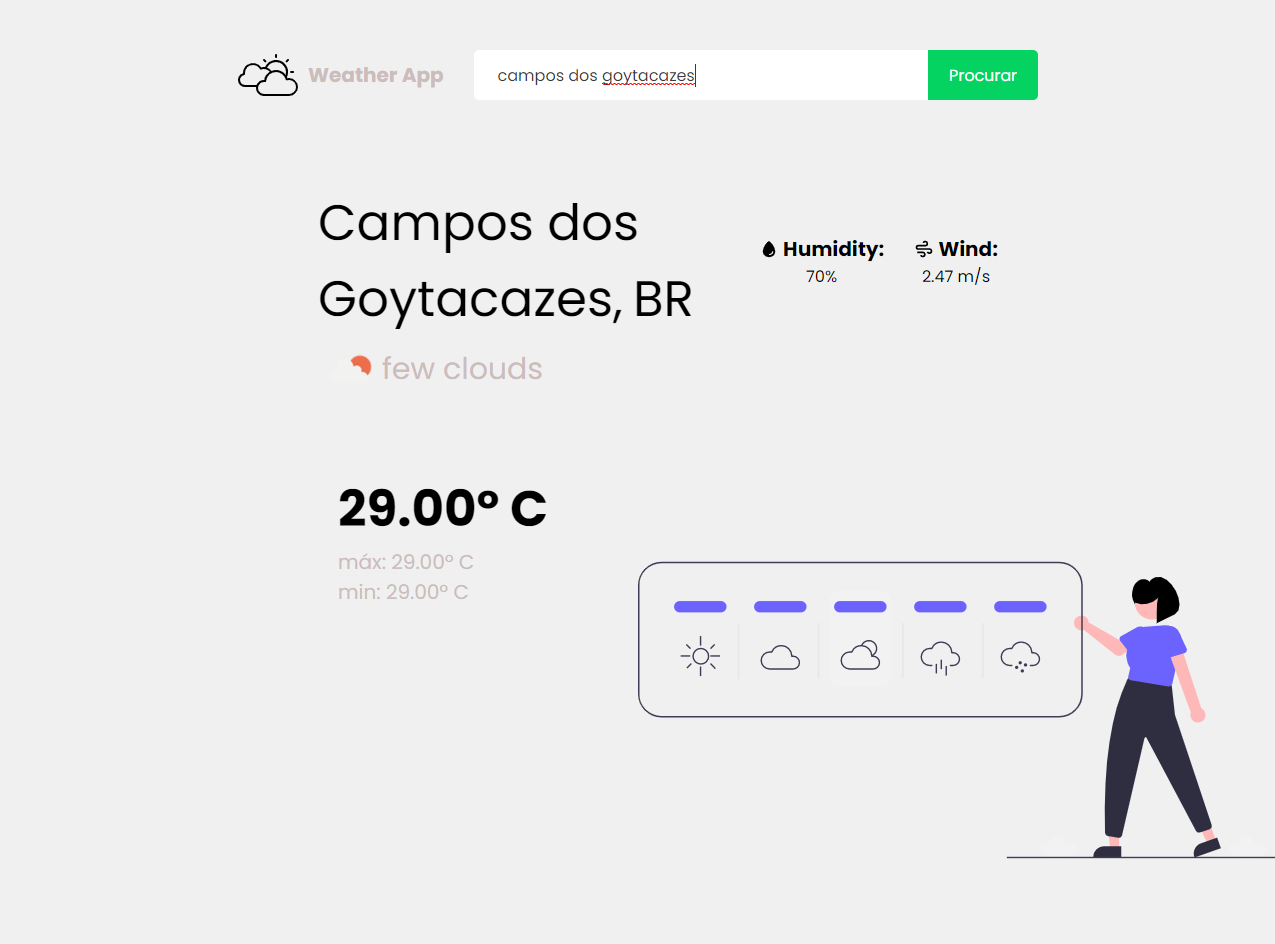 Weather App
campos dos goytacazes
Procurar
Campos dos
Goytacazes, BR
Humidity:
70%
Wind:
2.47 m/s
few clouds
29.00° C
máx: 29.00° C
min: 29.00° C